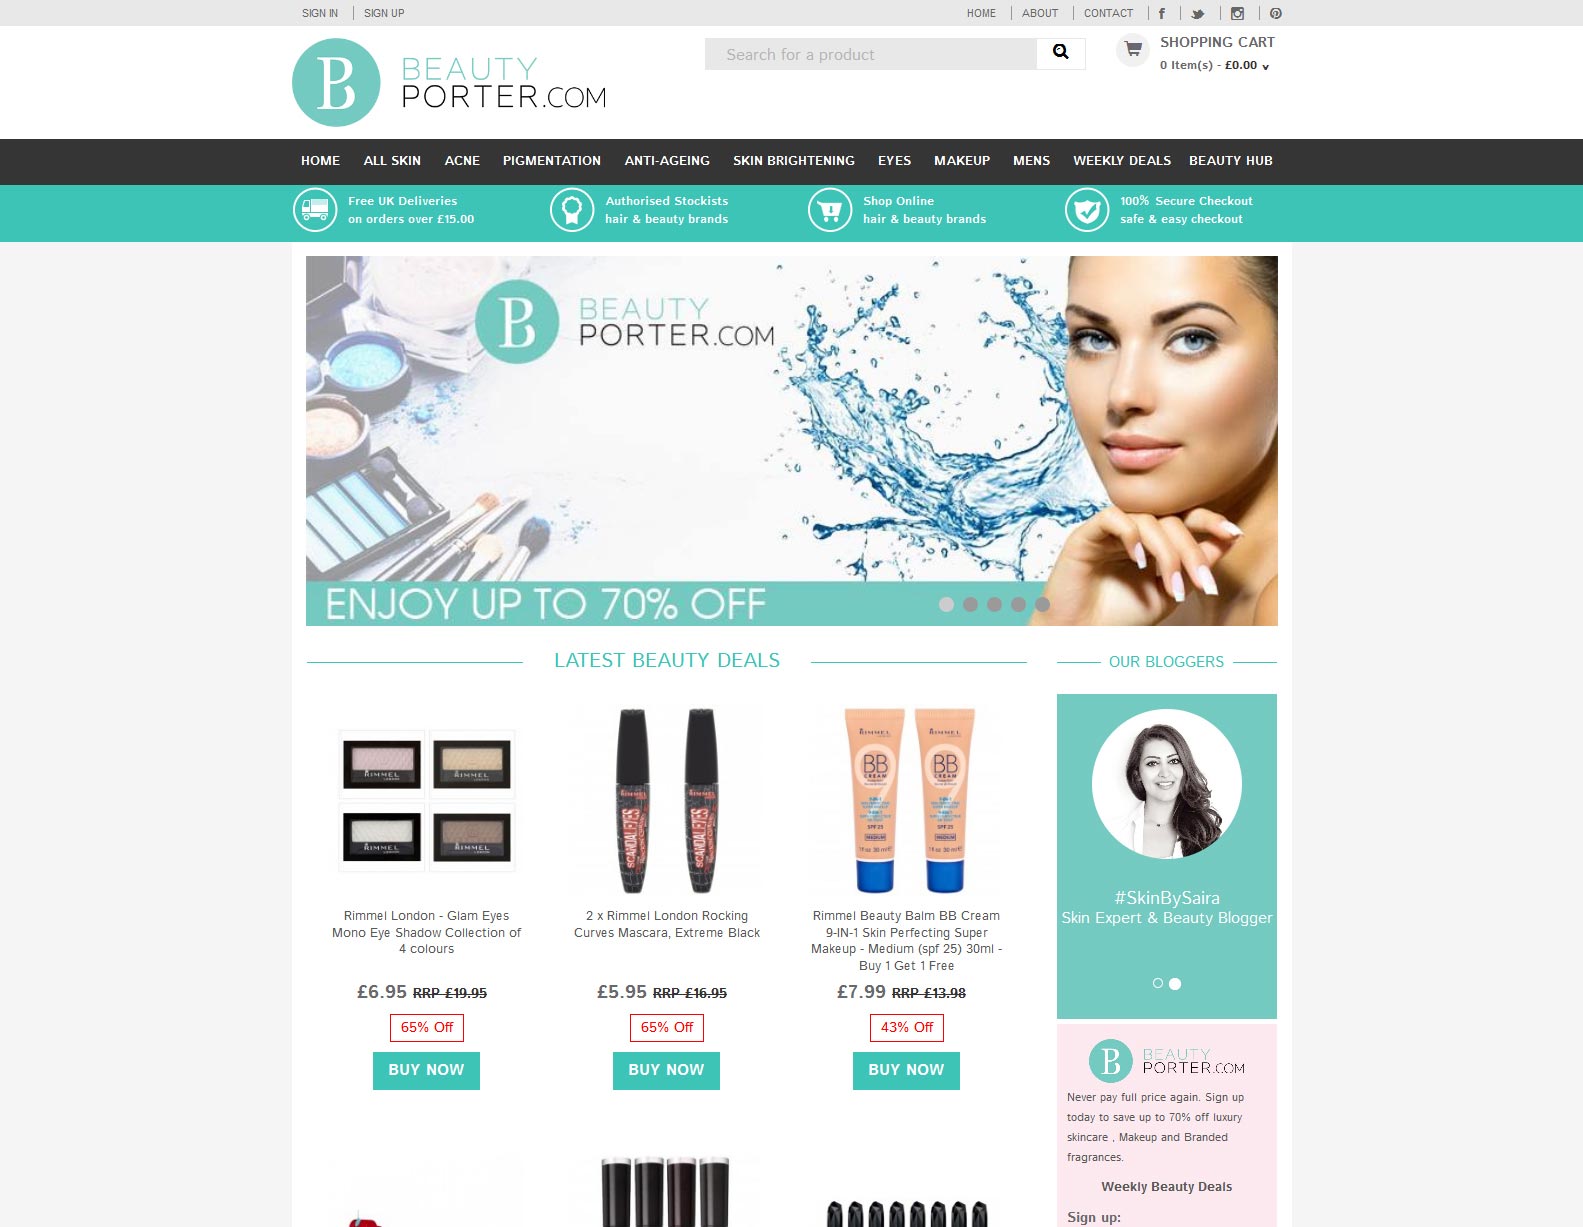 SIGN IN
SIGN UP
HOME
ABOUT
CONTACT
Search for a product
SHOPPING CART
0 Item(s) - £0.00
B
BEAUTY
PORTER.COM
HOME
ALL SKIN
ACNE
PIGMENTATION
ANTI-AGEING
SKIN BRIGHTENING
EYES
MAKEUP
MENS
WEEKLY DEALS
BEAUTY HUB
Free UK Deliveries
on orders over £15.00
Authorised Stockists
hair & beauty brands
Shop Online
hair & beauty brands
100% Secure Checkout
safe & easy checkout
B
BEAUTY
PORTER.COM
ENJOY UP TO 70% OFF
LATEST BEAUTY DEALS
RIMMEL
RIMMEL
RIMMEL
RIMMEL
Rimmel London - Glam Eyes
Mono Eye Shadow Collection of
4 colours
£6.95 RRP £19.95
65% Off
BUY NOW
SCANDALEYES
SCANDALEYES
2 x Rimmel London Rocking
Curves Mascara, Extreme Black
£5.95 RRP £16.95
65% Off
BUY NOW
RIMMEL
9
BB
CREAM
SPF 25
MEDIUM
RIMMEL
9
BB
CREAM
SPF 25
MEDIUM
Rimmel Beauty Balm BB Cream
9-IN-1 Skin Perfecting Super
Makeup - Medium (spf 25) 30ml -
Buy 1 Get 1 Free
£7.99 RRP £13.98
43% Off
BUY NOW
OUR BLOGGERS
#SkinBySaira
Skin Expert & Beauty Blogger
B
BEAUTY
PORTER.COM
Never pay full price again. Sign up
today to save up to 70% off luxury
skincare , Makeup and Branded
fragrances.
Weekly Beauty Deals
Sign up: